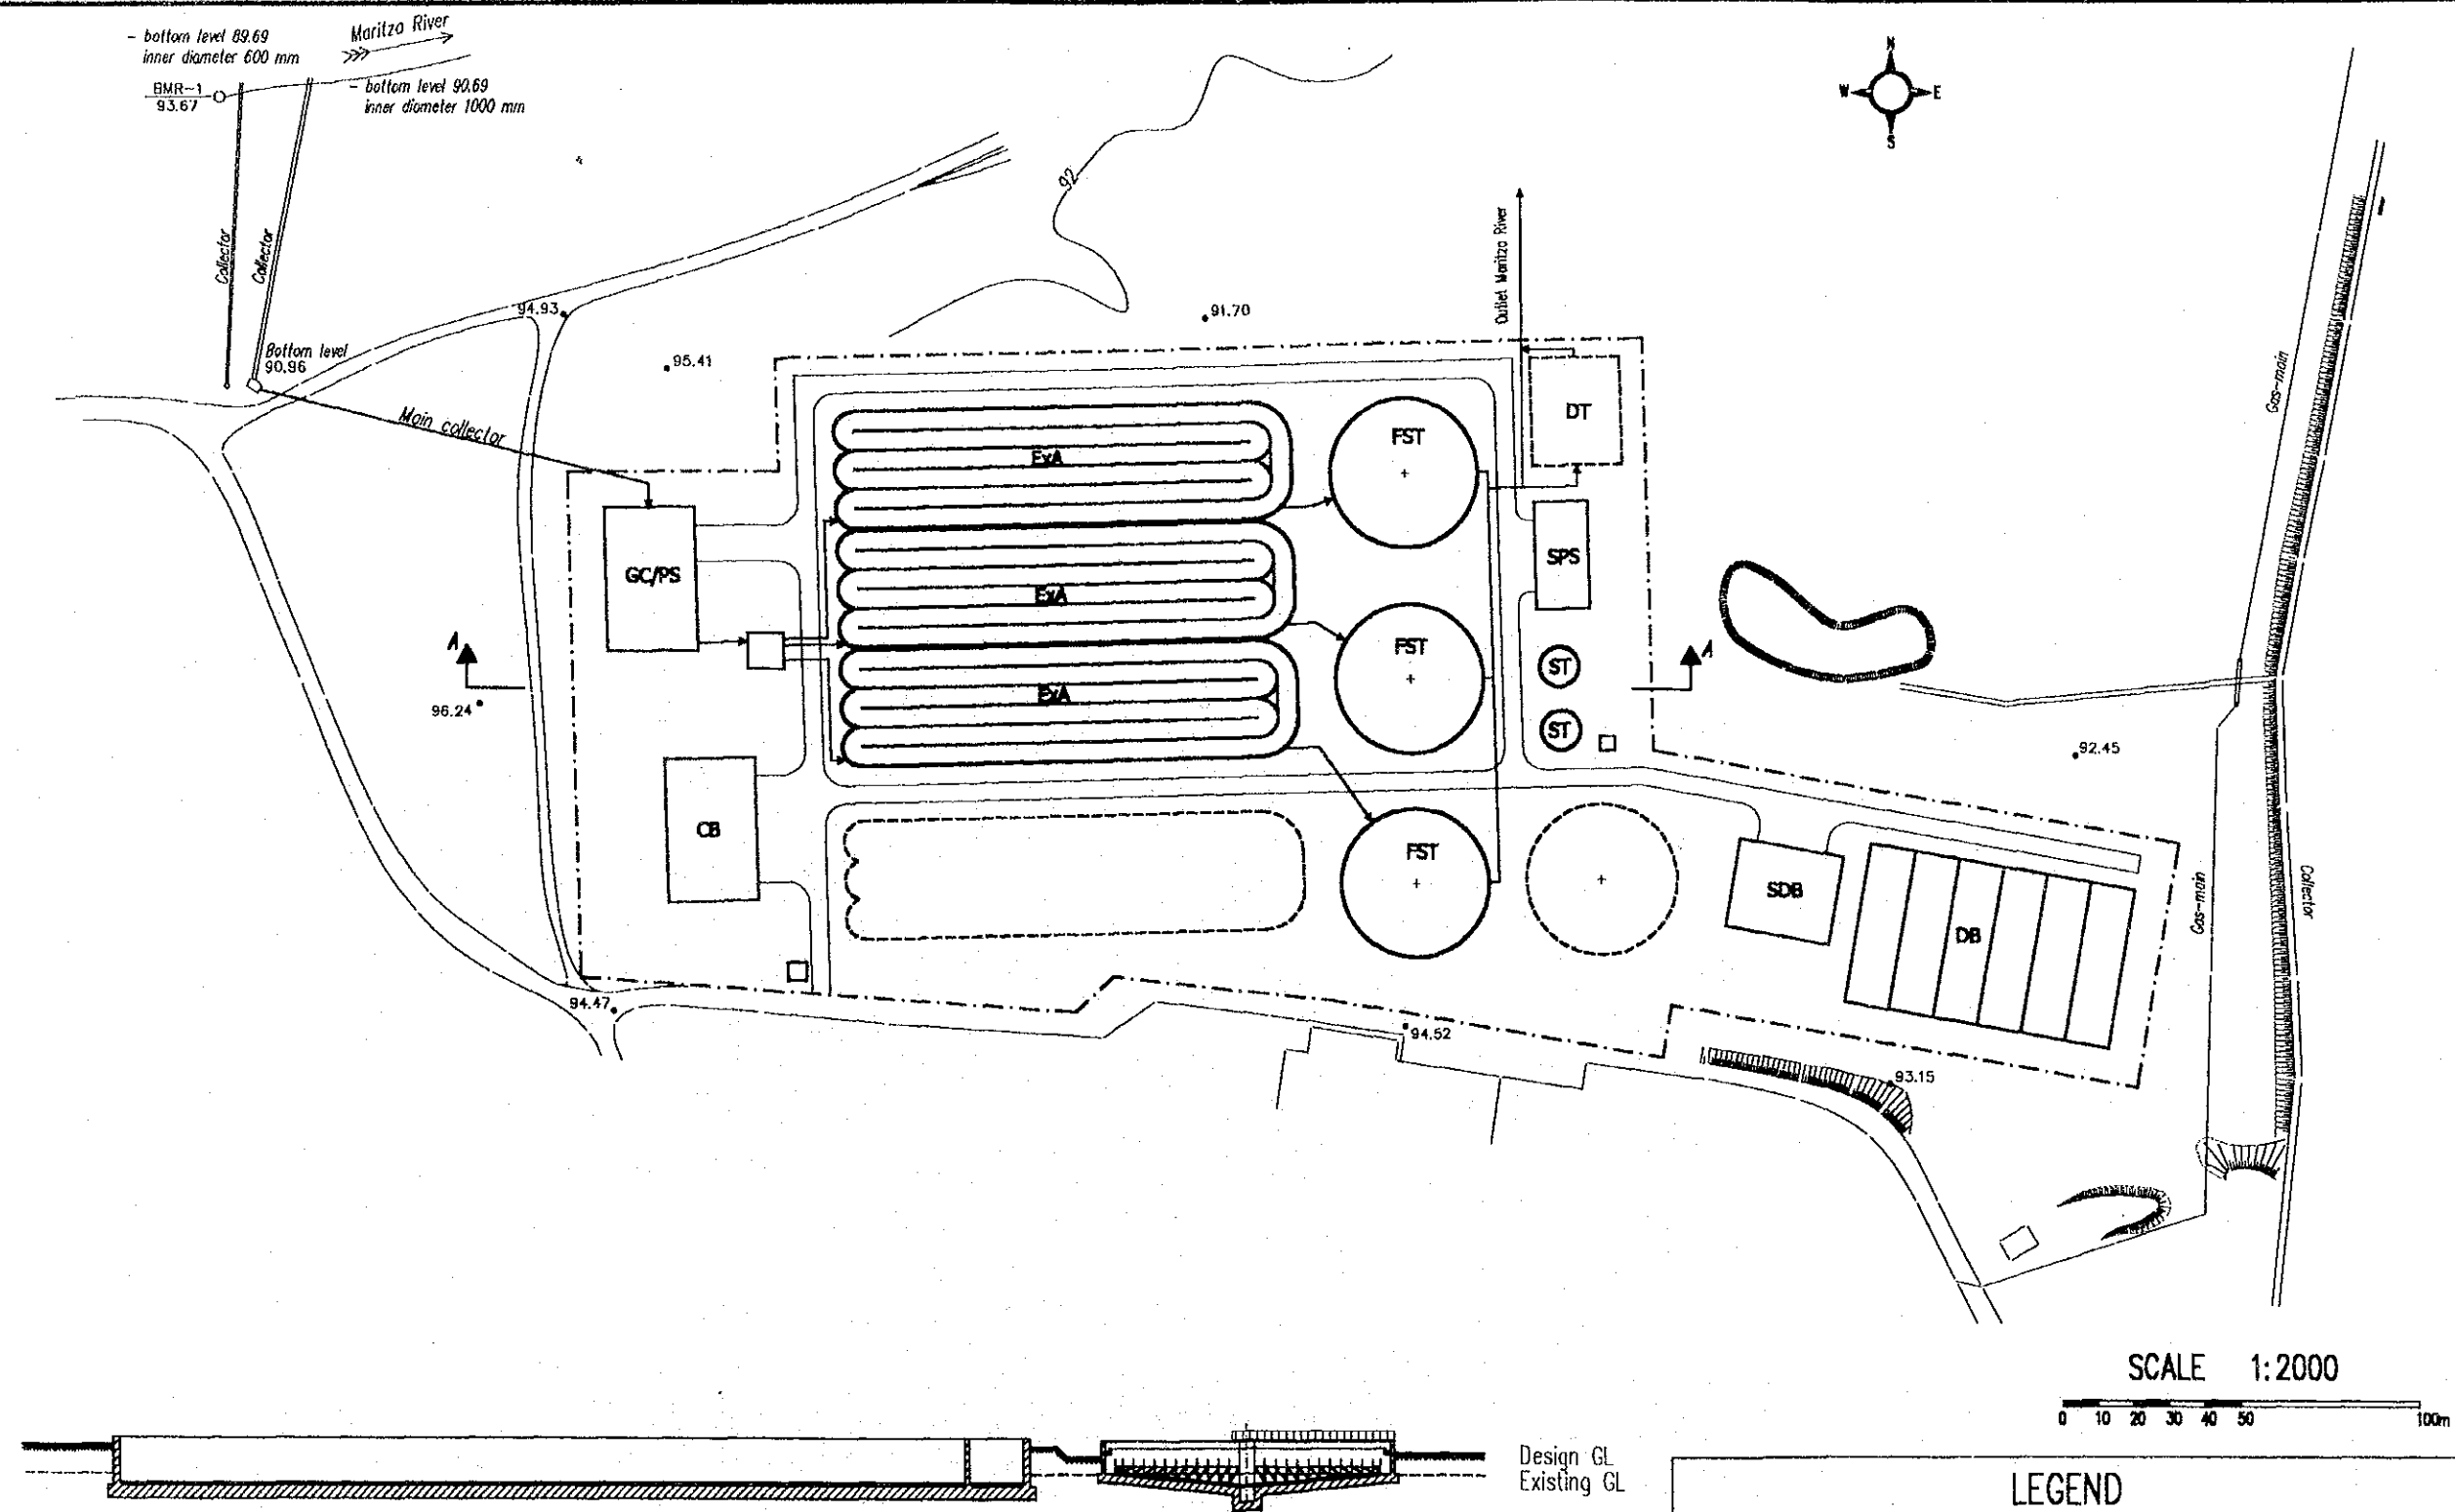 - bottom level 89.69
inner diameter 600 mm
Maritza River
BMR-1
93.67
- bottom level 90.69
inner diameter 1000 mm
N
W
E
S
Collector
Collector
92
Outlet Maritza River
94.93
91.70
Bottom level
90.96
95.41
Gas-main
Main collector
ExA
FST
DT
GC/PS
ExA
FST
SPS
A
ST
A
96.24
ExA
ST
92.45
CB
FST
SDB
DB
Gas-main
Collector
94.47
94.52
93.15
SCALE 1:2000
0 10 20 30 40 50 100m
Design GL
Existing GL
LEGEND